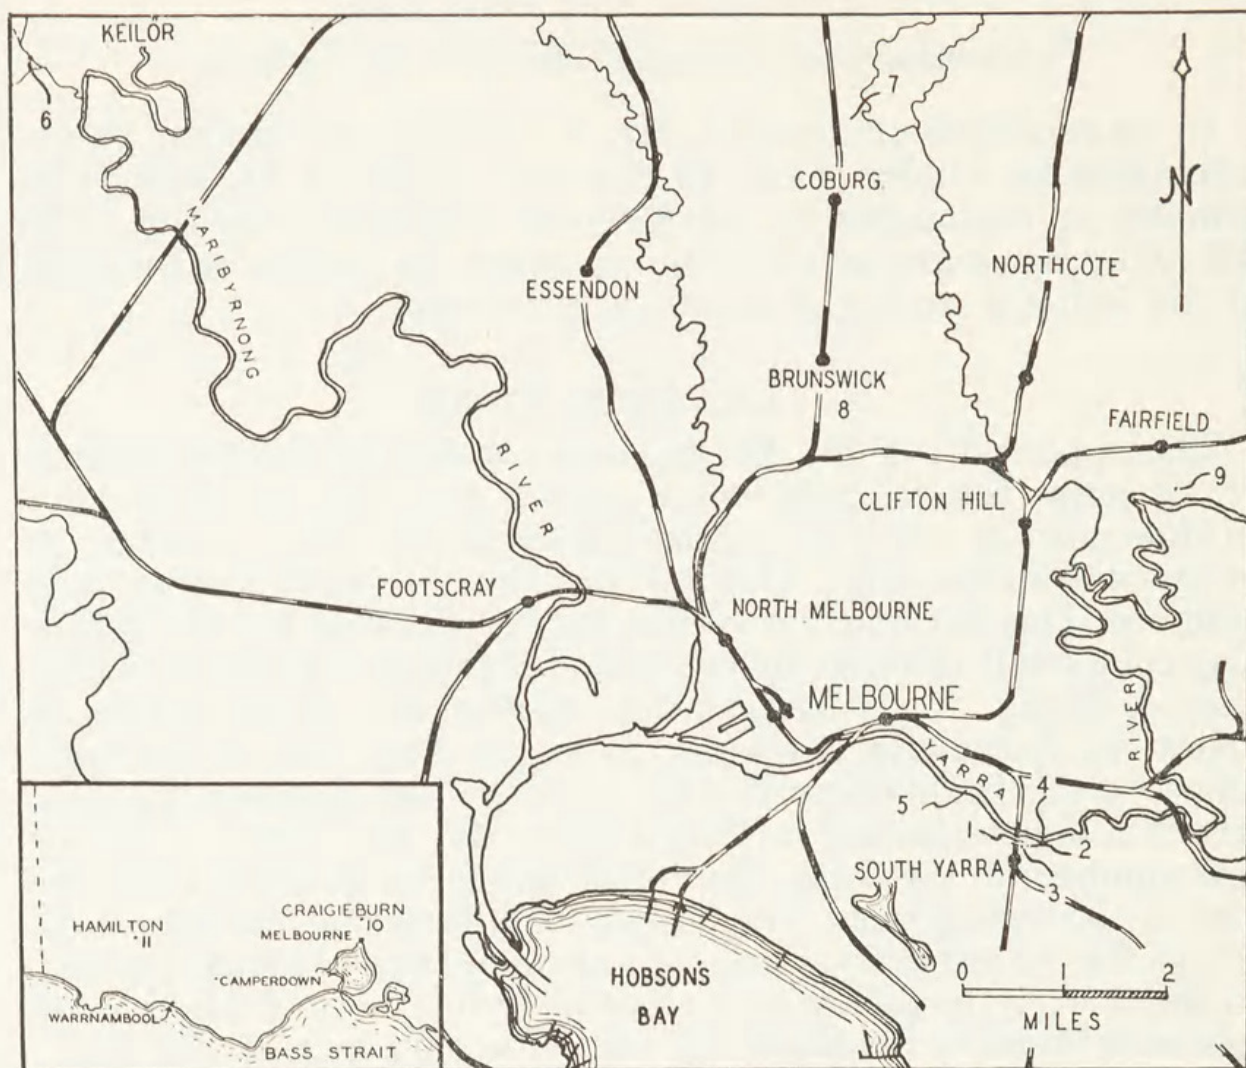 KEILOR
6
7
N
COBURG.
MARIBYRNONG
NORTHCOTE
ESSENDON
BRUNSWICK
8
FAIRFIELD
RIVER
9
CLIFTON HILL
FOOTSCRAY
NORTH MELBOURNE
MELBOURNE
RIVER
YARRA
4
5
1
2
SOUTH YARRA
3
HAMILTON
11
CRAIGIEBURN
10
MELBOURNE
CAMPERDOWN
WARRNAMBOOL
BASS STRAIT
HOBSON'S
BAY
0 1 2
MILES